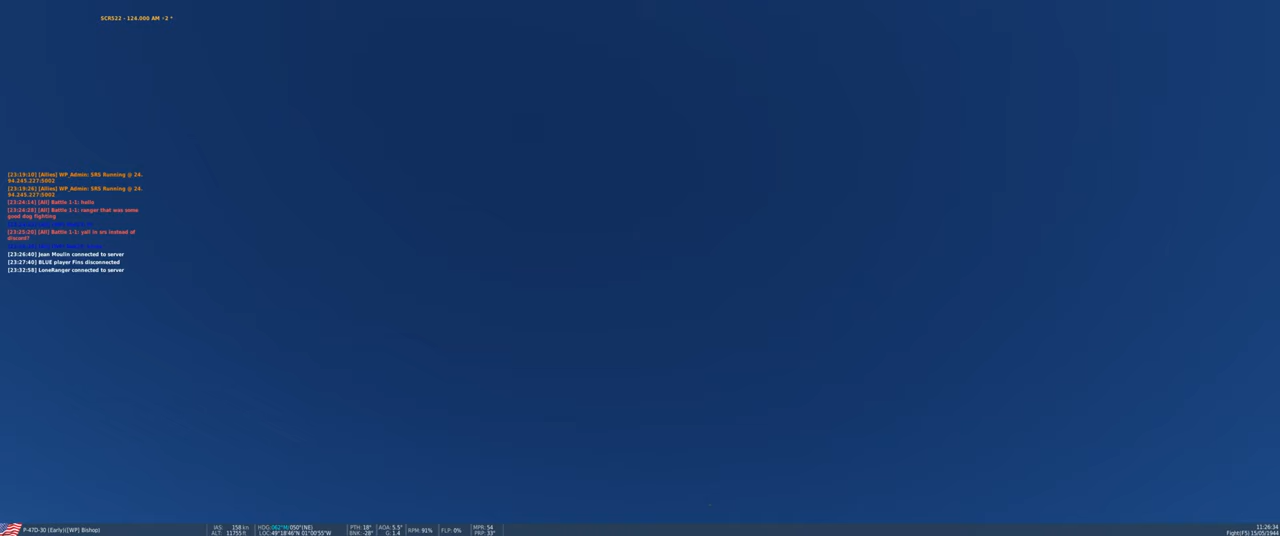 SCR522 - 124.000 AM -2 *
[23:19:10] [Allies] WP_Admin: SRS Running @ 24.
94.245.227:5002
[23:19:26] [Allies] WP_Admin: SRS Running @ 24.
94.245.227:5002
[23:24:14] [All] Battle 1-1: hello
[23:24:28] [All] Battle 1-1: ranger that was some
good dog fighting
[23:25:20] [All] Battle 1-1: yall in srs instead of
discord?
[23:26:40] Jean Moulin connected to server
[23:27:40] BLUE player Fins disconnected
[23:32:58] LoneRanger connected to server
P-47D-30 (Early)([WP] Bishop)
IAS: 158 kn
ALT: 11755 ft
HDG: 062°M/050°(NE)
LOC: 49°18'46"N 01°00'55"W
PTH: 18°
BNK: -28°
AOA: 5.5°
G: 1.4
RPM: 91%
FLP: 0%
MPR: 54
PRP: 33°
11:26:34
Fight(F5) 15/05/1944